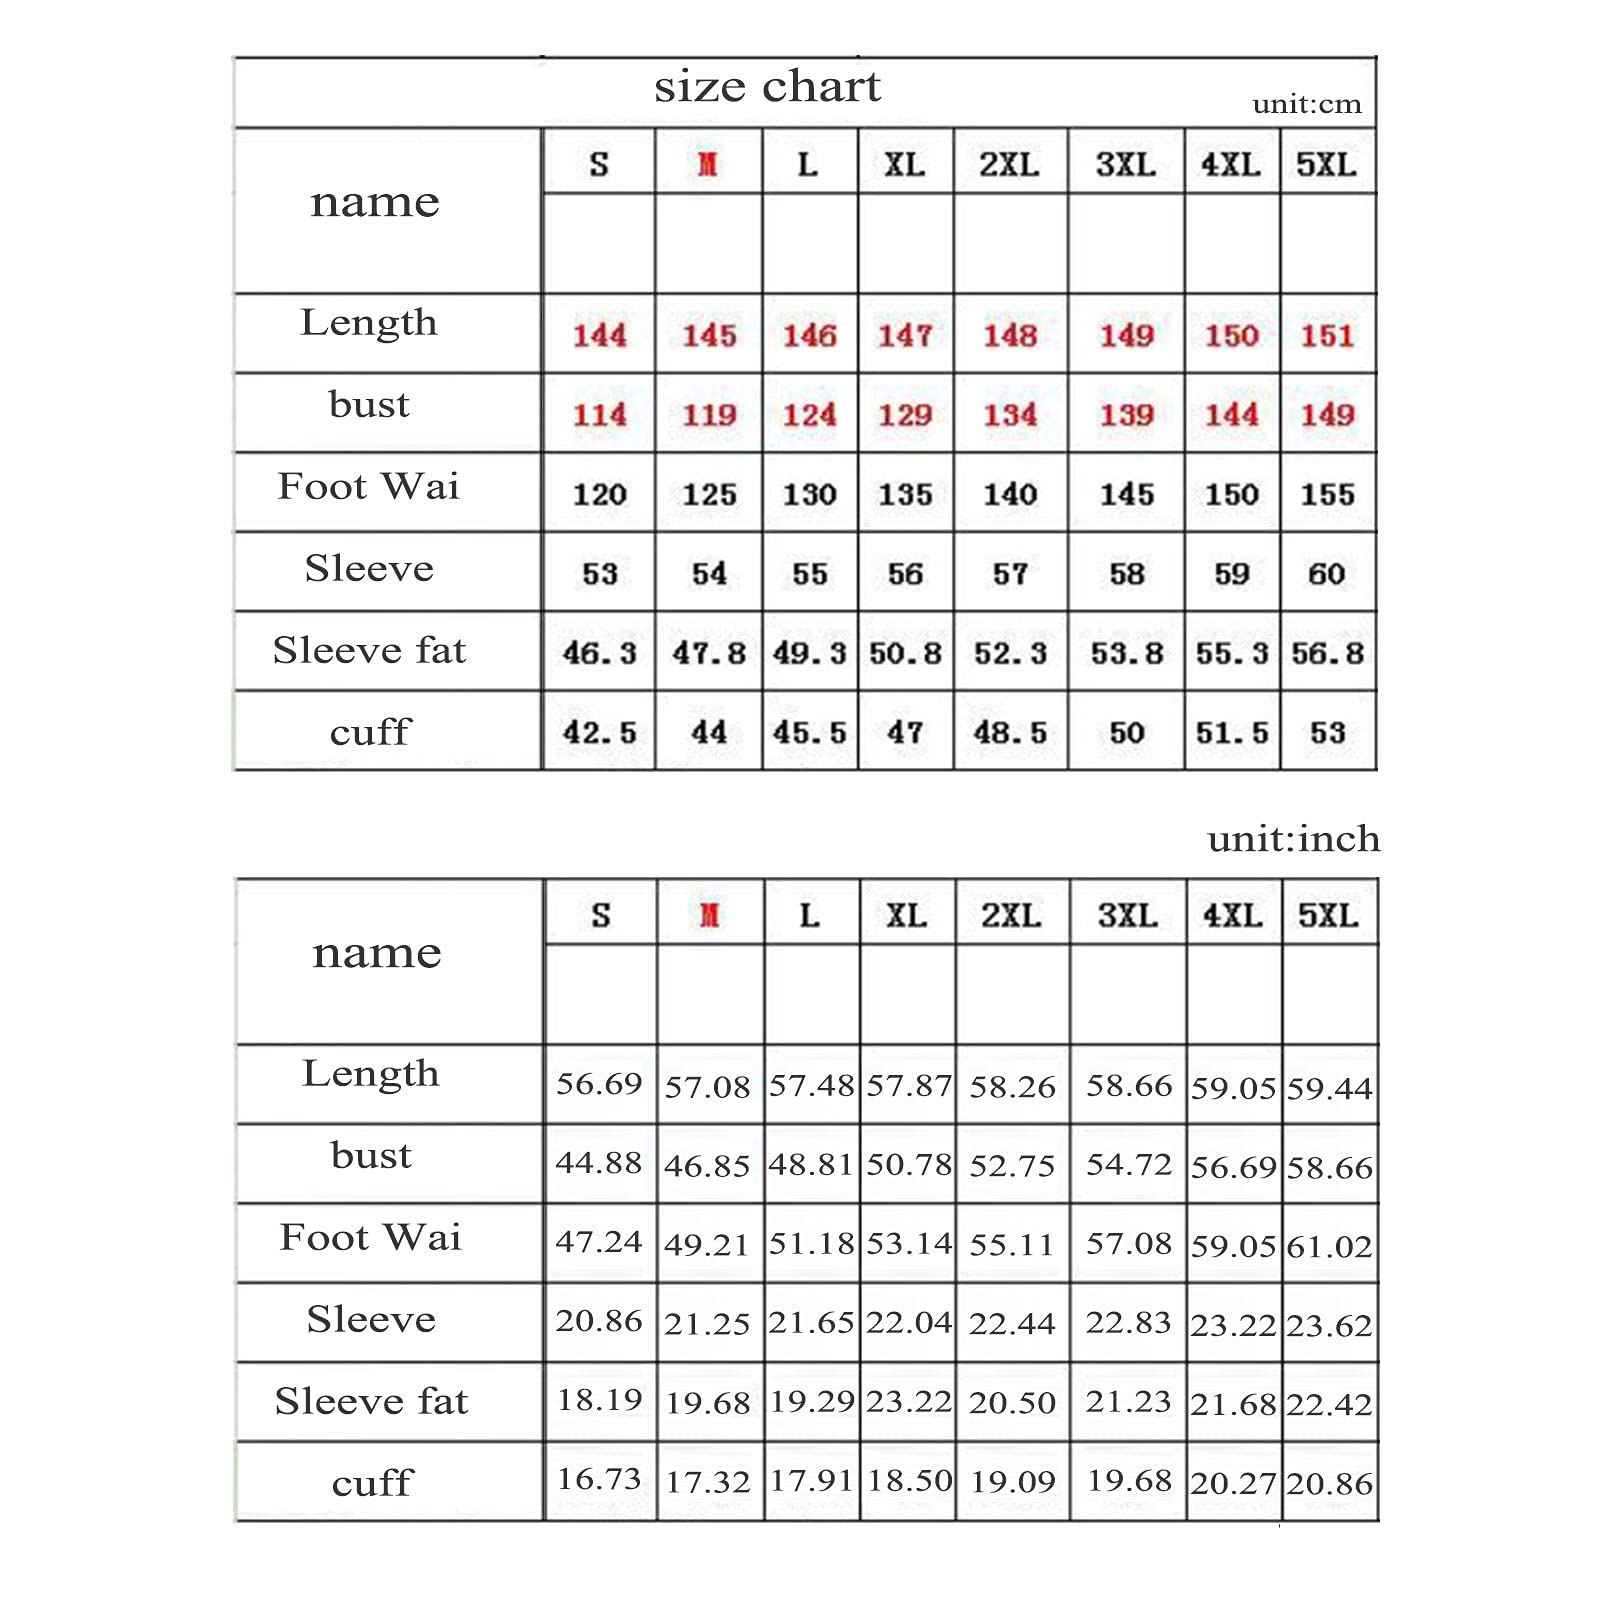 size chart
unit:cm
name S M L XL 2XL 3XL 4XL 5XL
Length 144 145 146 147 148 149 150 151
bust 114 119 124 129 134 139 144 149
Foot Wai 120 125 130 135 140 145 150 155
Sleeve 53 54 55 56 57 58 59 60
Sleeve fat 46.3 47.8 49.3 50.8 52.3 53.8 55.3 56.8
cuff 42.5 44 45.5 47 48.5 50 51.5 53
unit:inch
name S M L XL 2XL 3XL 4XL 5XL
Length 56.69 57.08 57.48 57.87 58.26 58.66 59.05 59.44
bust 44.88 46.85 48.81 50.78 52.75 54.72 56.69 58.66
Foot Wai 47.24 49.21 51.18 53.14 55.11 57.08 59.05 61.02
Sleeve 20.86 21.25 21.65 22.04 22.44 22.83 23.22 23.62
Sleeve fat 18.19 19.68 19.29 23.22 20.50 21.23 21.68 22.42
cuff 16.73 17.32 17.91 18.50 19.09 19.68 20.27 20.86